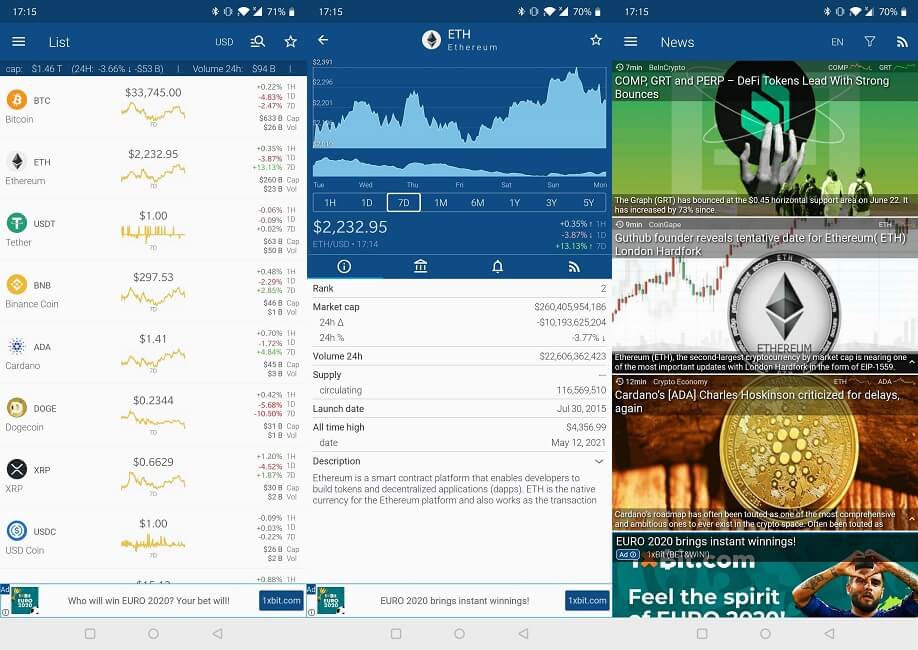 17:15
71%
List
USD
cap: $1.46 T (24H: -3.66% ↓ -$53 B) | Volume 24h: $94 B |
BTC
Bitcoin
$33,745.00
7D
+0.22% 1H
-4.83% 1D
-2.47% 7D
$633 B Cap
$26 B Vol
ETH
Ethereum
$2,232.95
7D
+0.35% 1H
-3.87% 1D
+13.13% 7D
$260 B Cap
$23 B Vol
USDT
Tether
$1.00
7D
-0.06% 1H
-0.09% 1D
+0.02% 7D
$63 B Cap
$50 B Vol
BNB
Binance Coin
$297.53
7D
+0.48% 1H
-2.29% 1D
+2.85% 7D
$46 B Cap
$1 B Vol
ADA
Cardano
$1.41
7D
+0.70% 1H
-1.72% 1D
+4.84% 7D
$45 B Cap
$3 B Vol
DOGE
Dogecoin
$0.2344
7D
+0.42% 1H
-5.68% 1D
-10.50% 7D
$31 B Cap
$1 B Vol
XRP
XRP
$0.6629
7D
+1.20% 1H
-4.52% 1D
+1.87% 7D
$30 B Cap
$2 B Vol
USDC
USD Coin
$1.00
7D
-0.09% 1H
+0.03% 1D
-0.22% 7D
$26 B Cap
$2 B Vol
+0.88% 1H
Ad
EURO
2020
Who will win EURO 2020? Your bet will!
1xbit.com
17:15
70%
ETH
Ethereum
$2,391
$2,296
$2,201
Tue Wed Thu Fri Sat Sun Mon
1H 1D 7D 1M 6M 1Y 3Y 5Y
$2,232.95
ETH/USD • 17:14
+0.35% ↑ 1H
-3.87% ↓ 1D
+13.13% ↑ 7D
Rank 2
Market cap $260,405,954,186
24h Δ -$10,193,625,204
24h % -3.77% ↓
Volume 24h $22,606,362,423
Supply —
circulating 116,569,510
Launch date Jul 30, 2015
All time high $4,356.99
date May 12, 2021
Description
Ethereum is a smart contract platform that enables developers to
build tokens and decentralized applications (dapps). ETH is the native
currency for the Ethereum platform and also works as the transaction
Ad
EURO
2020
EURO 2020 brings instant winnings!
1xbit.com
17:15
70%
News
EN
7min BeInCrypto COMP GRT
COMP, GRT and PERP – DeFi Tokens Lead With Strong
Bounces
The Graph (GRT) has bounced at the $0.45 horizontal support area on June 22. It
has increased by 73% since.
9min CoinGape ETH
Guthub founder reveals tentative date for Ethereum( ETH)
London Hardfork
ETH
ETHEREUM
Ethereum (ETH), the second-largest cryptocurrency by market cap is nearing one
of the most important updates with London Hardfork in the form of EIP-1559.
12min Crypto Economy ETH ADA
Cardano's [ADA] Charles Hoskinson criticized for delays,
again
Cardano's roadmap has often been touted as one of the most comprehensive
and ambitious ones to ever exist in the crypto space. Often been touted as
EURO 2020 brings instant winnings!
Ad 1xBit (BET&WIN!)
1xBit.com
Feel the spirit
of EURO 2020!